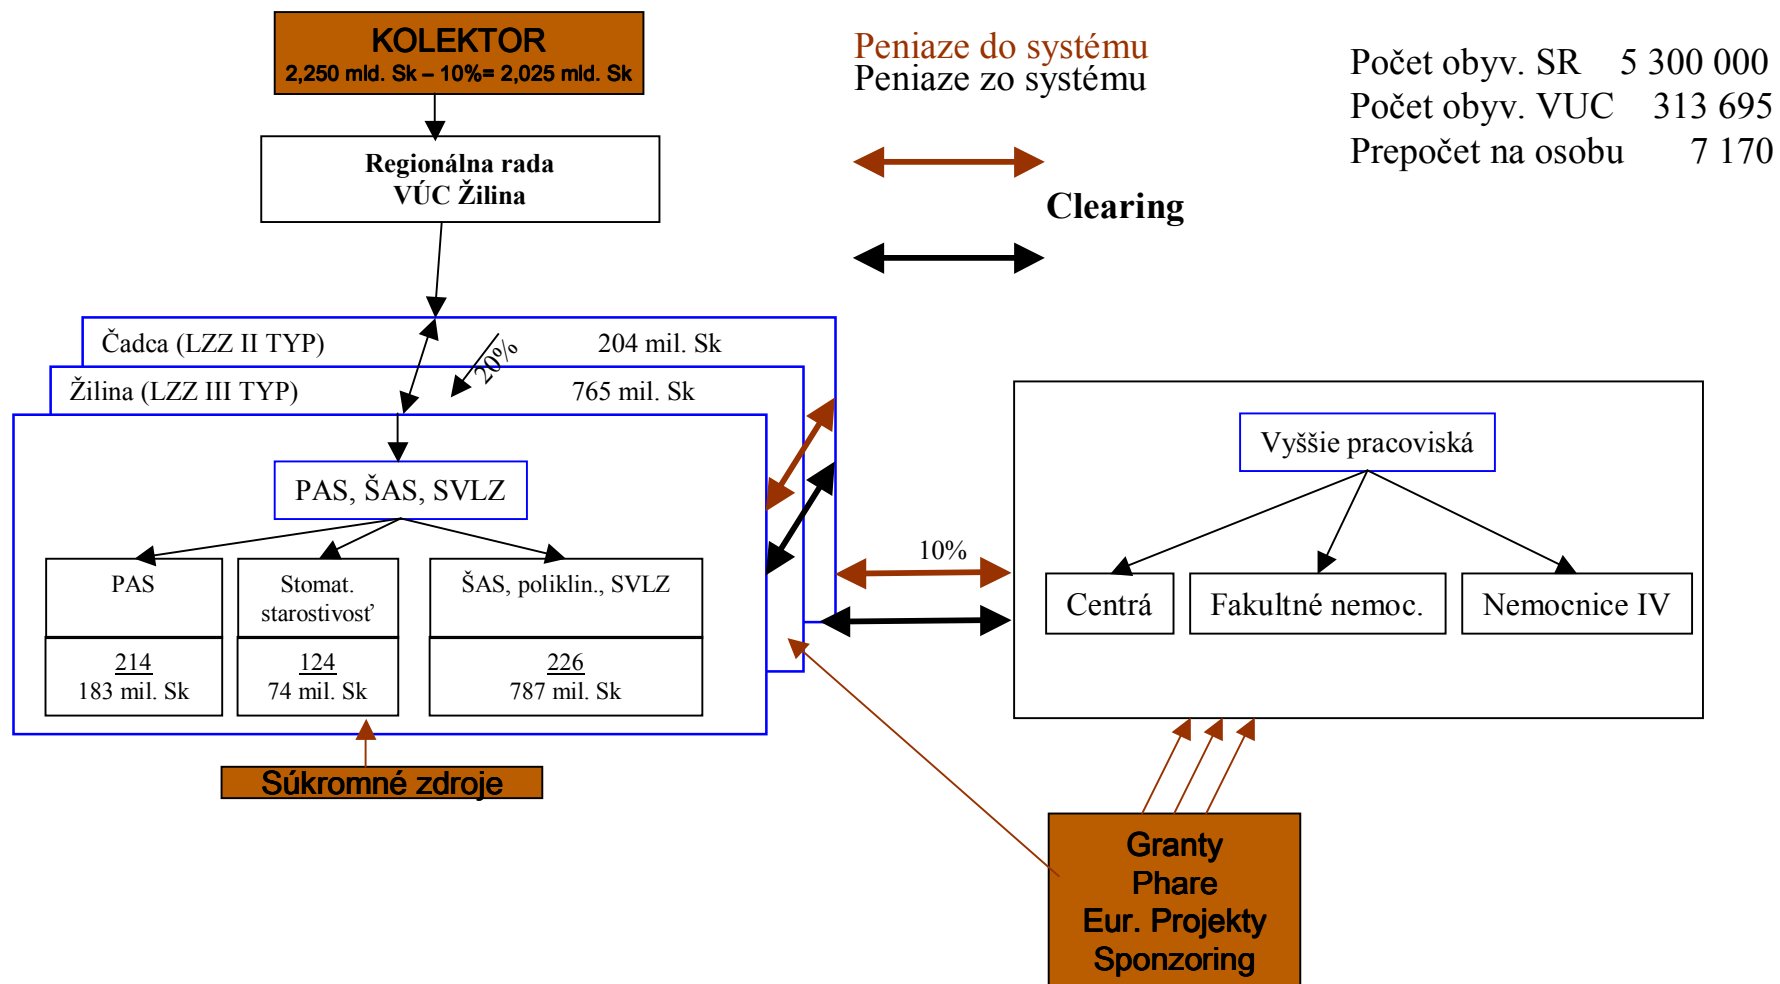 KOLEKTOR
2,250 mld. Sk – 10%= 2,025 mld. Sk
Peniaze do systému
Peniaze zo systému
Počet obyv. SR 5 300 000
Počet obyv. VUC 313 695
Prepočet na osobu 7 170
Regionálna rada
VÚC Žilina
Clearing
Čadca (LZZ II TYP) 204 mil. Sk
20%
Žilina (LZZ III TYP) 765 mil. Sk
PAS, ŠAS, SVLZ
PAS
214
183 mil. Sk
Stomat.
starostivosť
124
74 mil. Sk
ŠAS, poliklin., SVLZ
226
787 mil. Sk
10%
Vyššie pracoviská
Centrá
Fakultné nemoc.
Nemocnice IV
Súkromné zdroje
Granty
Phare
Eur. Projekty
Sponzoring